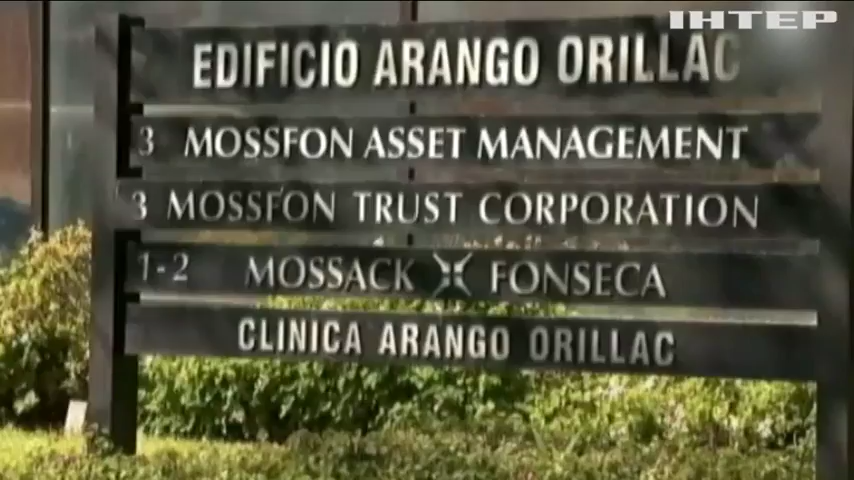 ІНТЕР
EDIFICIO ARANGO ORILLAC
3 MOSSFON ASSET MANAGEMENT
3 MOSSFON TRUST CORPORATION
1-2 MOSSACK FONSECA
CLINICA ARANGO ORILLAC